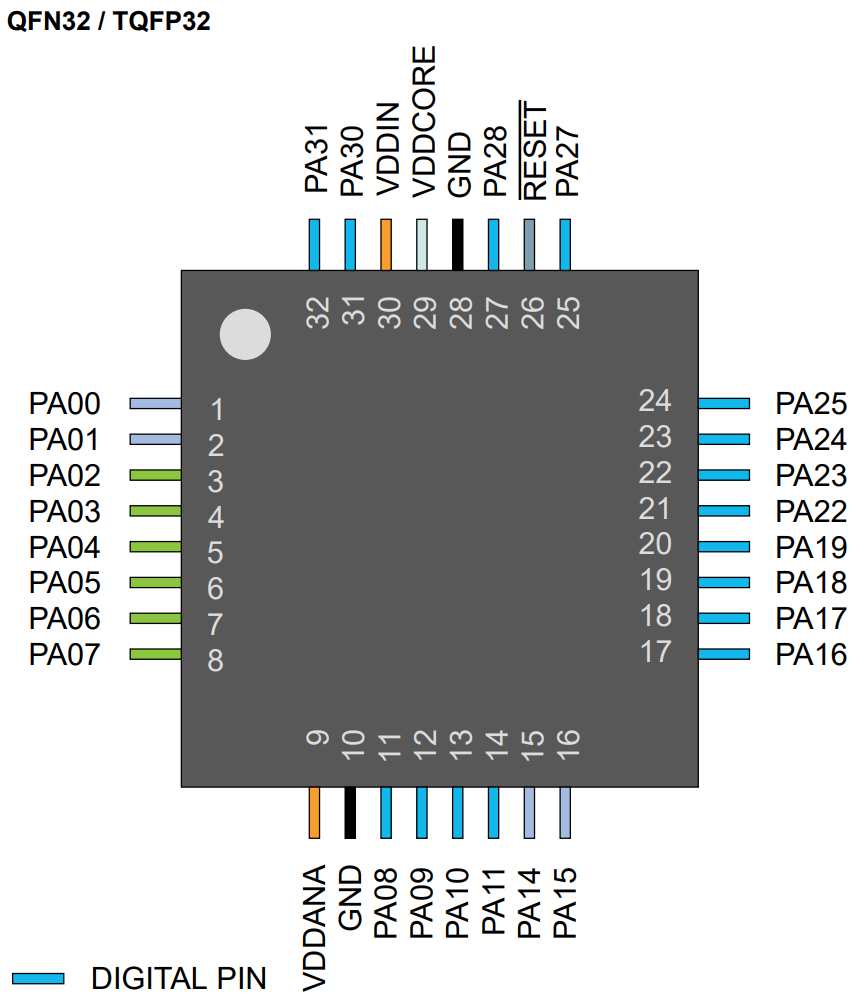 QFN32 / TQFP32
PA31
PA30
VDDIN
VDDCORE
GND
PA28
RESET
PA27
32
31
30
29
28
27
26
25
PA00 1
PA01 2
PA02 3
PA03 4
PA04 5
PA05 6
PA06 7
PA07 8
24 PA25
23 PA24
22 PA23
21 PA22
20 PA19
19 PA18
18 PA17
17 PA16
9
10
11
12
13
14
15
16
VDDANA
GND
PA08
PA09
PA10
PA11
PA14
PA15
DIGITAL PIN